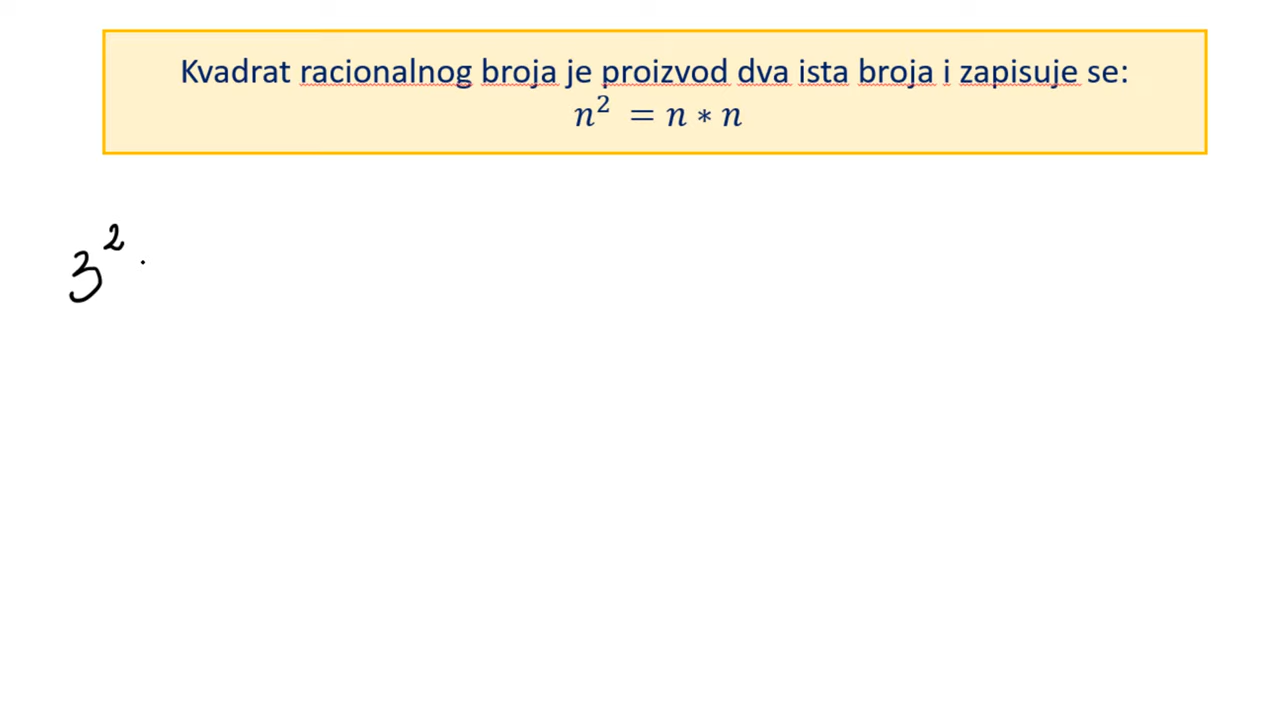 Kvadrat racionalnog broja je proizvod dva ista broja i zapisuje se:
n² = n ∗ n
3²